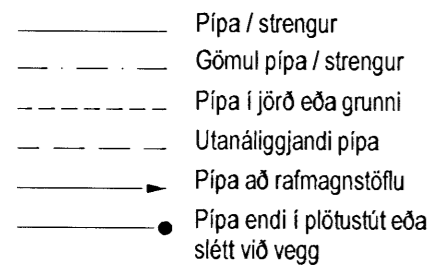 Pípa / strengur
Gömul pípa / strengur
Pípa í jörð eða grunni
Utanáliggjandi pípa
Pípa að rafmagnstöflu
Pípa endi í plötustút eða
slétt við vegg